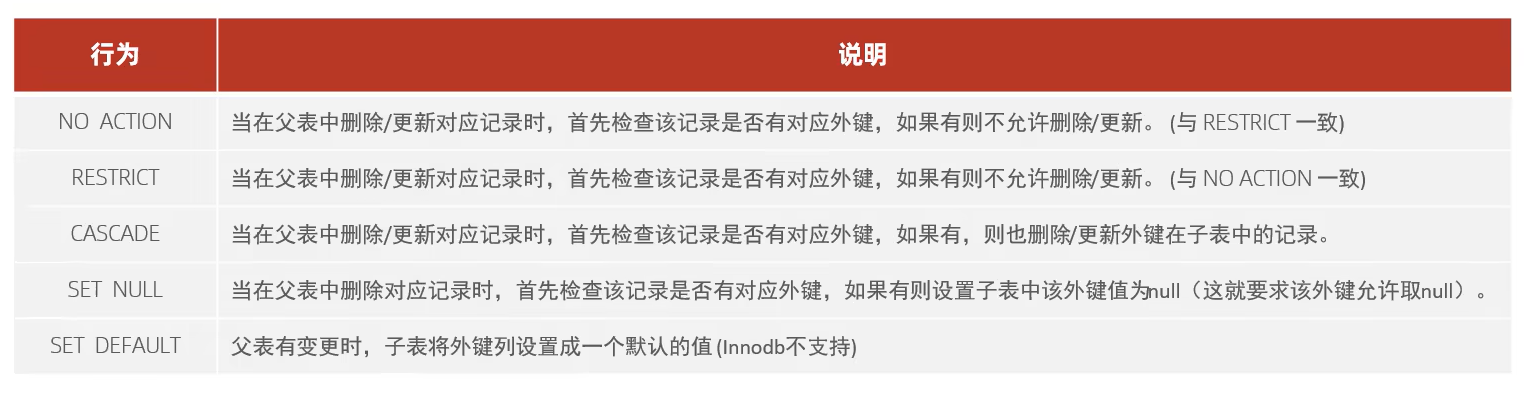 行为 说明
NO ACTION 当在父表中删除/更新对应记录时，首先检查该记录是否有对应外键，如果有则不允许删除/更新。 (与 RESTRICT 一致)
RESTRICT 当在父表中删除/更新对应记录时，首先检查该记录是否有对应外键，如果有则不允许删除/更新。 (与 NO ACTION 一致)
CASCADE 当在父表中删除/更新对应记录时，首先检查该记录是否有对应外键，如果有，则也删除/更新外键在子表中的记录。
SET NULL 当在父表中删除对应记录时，首先检查该记录是否有对应外键，如果有则设置子表中该外键值为null（这就要求该外键允许取null）。
SET DEFAULT 父表有变更时，子表将外键列设置成一个默认的值 (Innodb不支持)